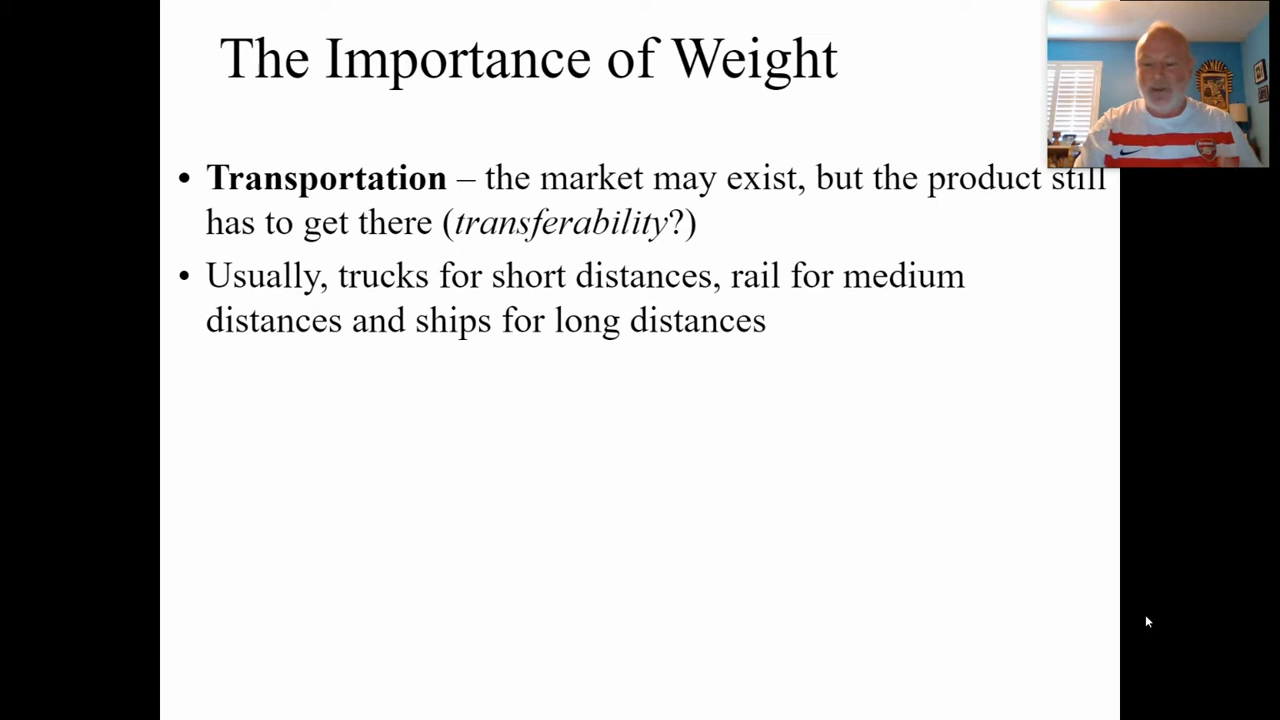 The Importance of Weight
• Transportation – the market may exist, but the product still
has to get there (transferability?)
• Usually, trucks for short distances, rail for medium
distances and ships for long distances